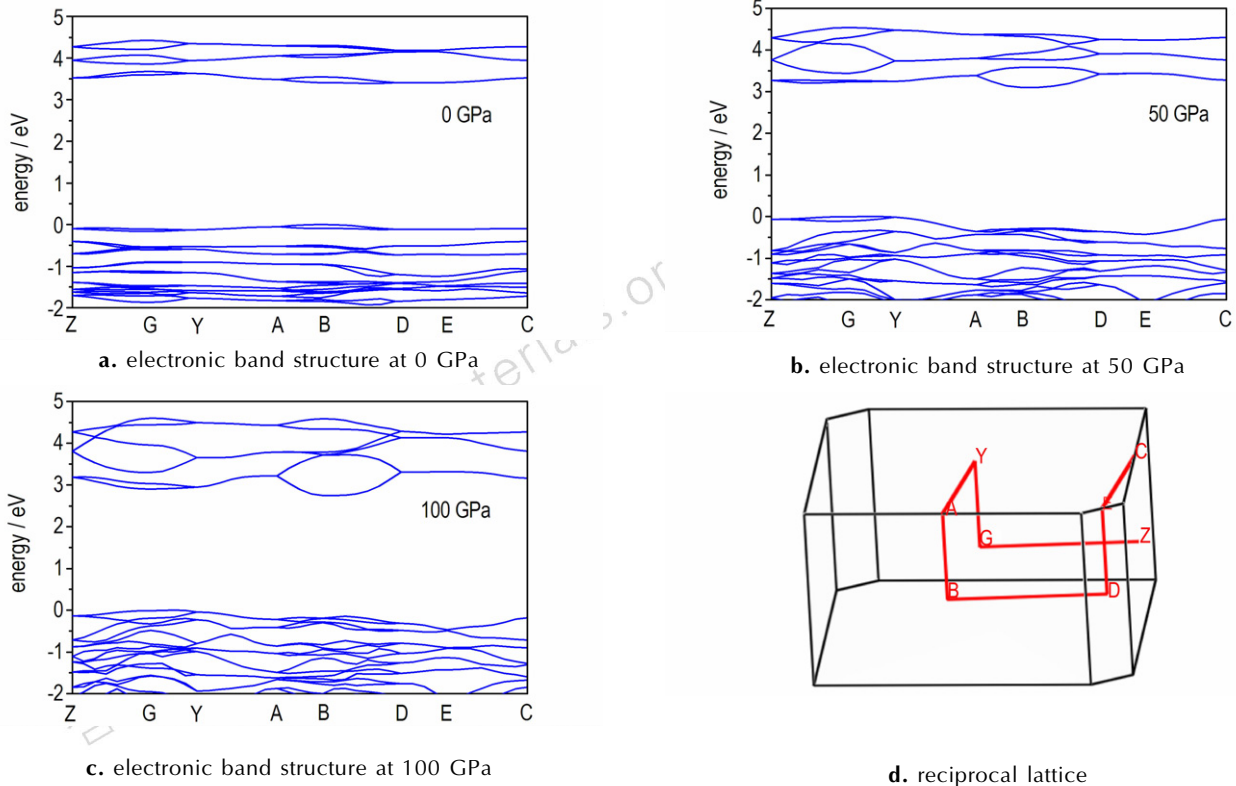 5
4
3
2
1
0
-1
-2
energy / eV
0 GPa
Z G Y A B D E C
a. electronic band structure at 0 GPa
5
4
3
2
1
0
-1
-2
energy / eV
50 GPa
Z G Y A B D E C
b. electronic band structure at 50 GPa
5
4
3
2
1
0
-1
-2
energy / eV
100 GPa
Z G Y A B D E C
c. electronic band structure at 100 GPa
Y
C
A
E
G
Z
B
D
d. reciprocal lattice